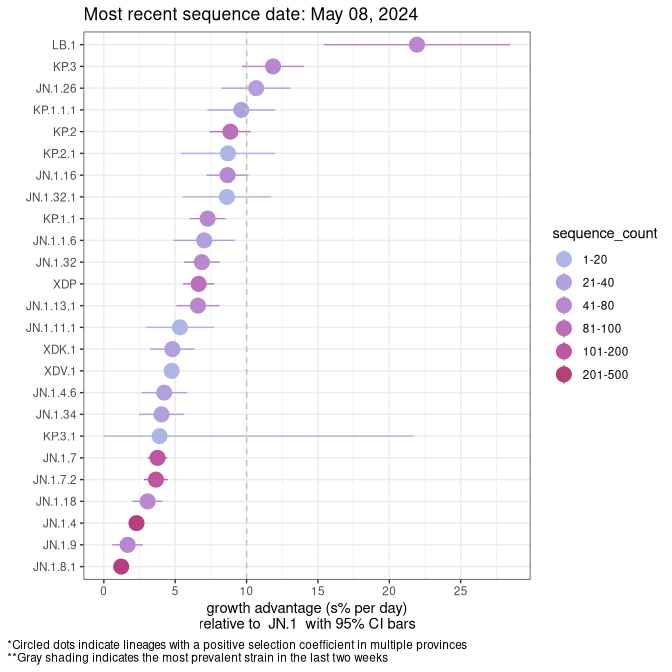 Most recent sequence date: May 08, 2024
LB.1
KP.3
JN.1.26
KP.1.1.1
KP.2
KP.2.1
JN.1.16
JN.1.32.1
KP.1.1
JN.1.1.6
JN.1.32
XDP
JN.1.13.1
JN.1.11.1
XDK.1
XDV.1
JN.1.4.6
JN.1.34
KP.3.1
JN.1.7
JN.1.7.2
JN.1.18
JN.1.4
JN.1.9
JN.1.8.1
0 5 10 15 20 25
growth advantage (s% per day)
relative to JN.1 with 95% CI bars
sequence_count
1-20
21-40
41-80
81-100
101-200
201-500
*Circled dots indicate lineages with a positive selection coefficient in multiple provinces
**Gray shading indicates the most prevalent strain in the last two weeks